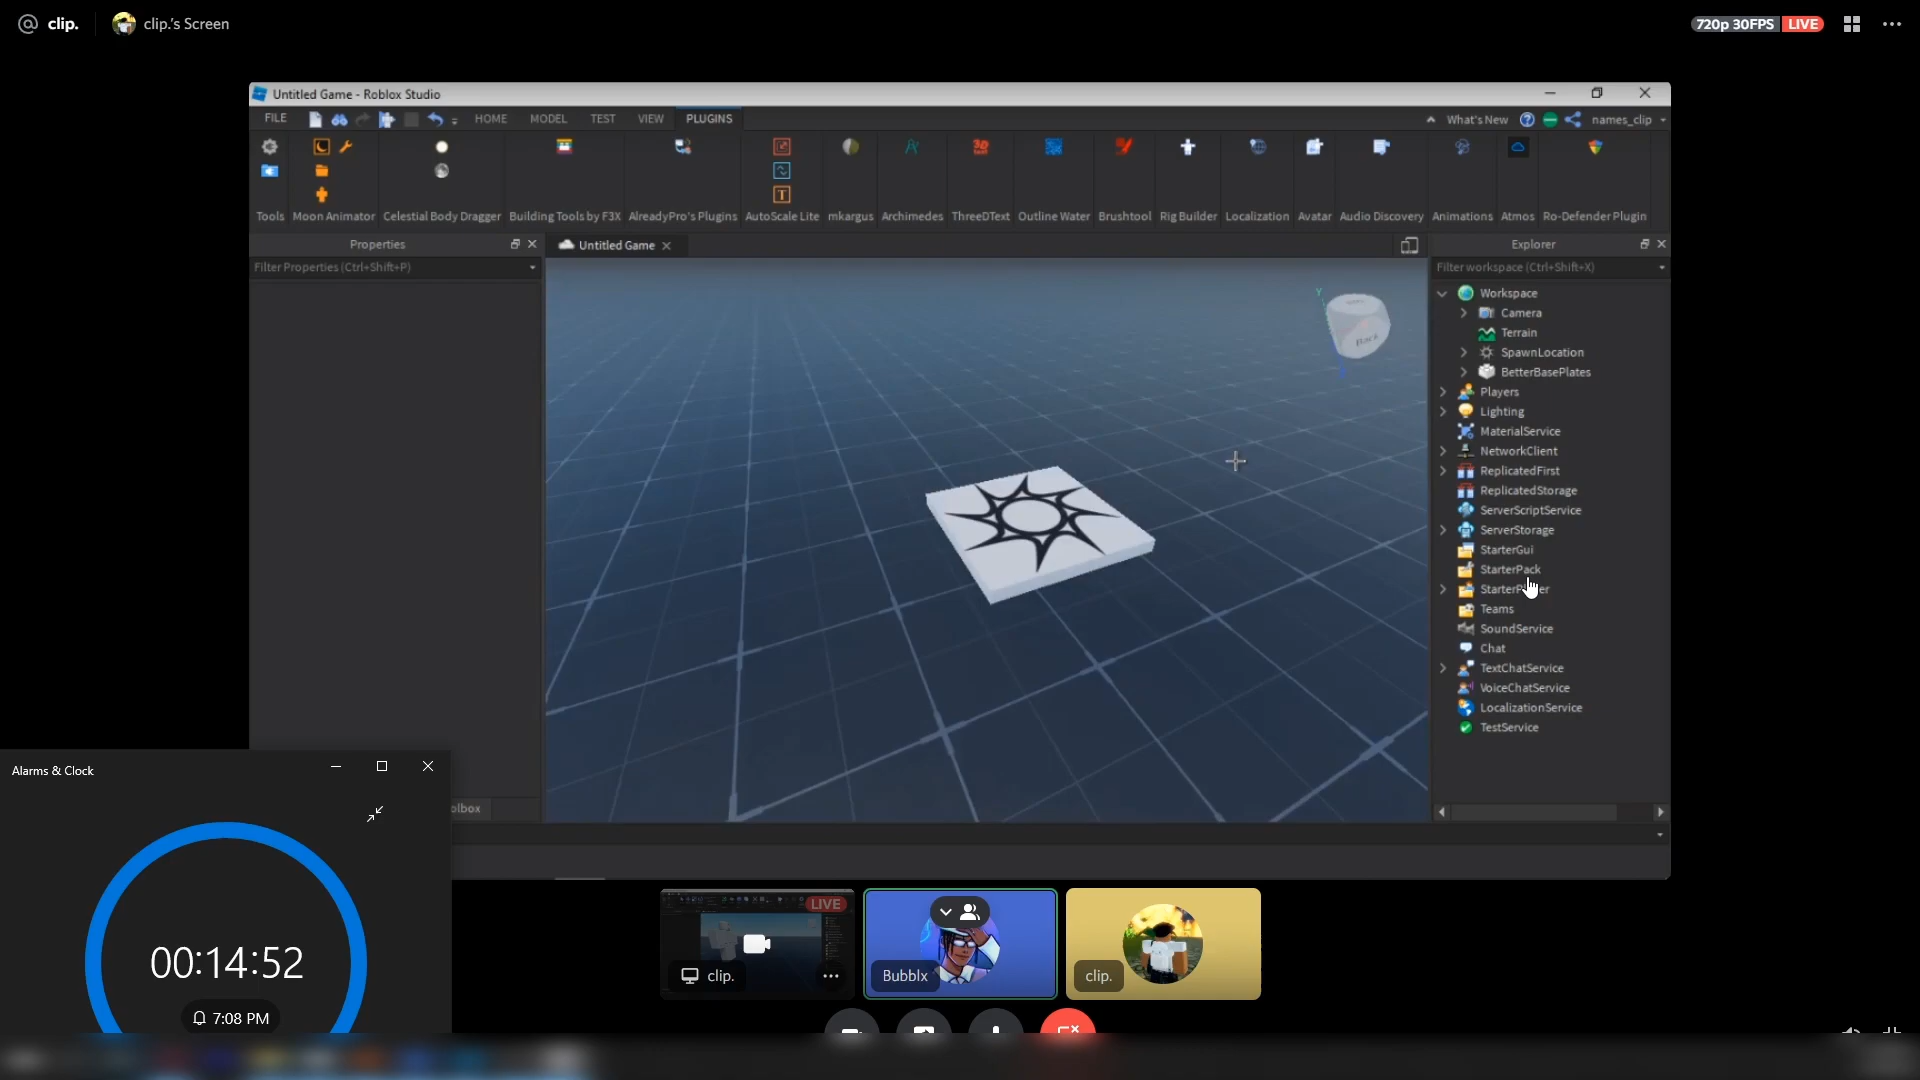 clip.
clip.'s Screen
720p 30FPS LIVE
Untitled Game - Roblox Studio
FILE HOME MODEL TEST VIEW PLUGINS What's New names_clip
3D
text
T
Tools Moon Animator Celestial Body Dragger Building Tools by F3X AlreadyPro's Plugins AutoScale Lite mkargus Archimedes ThreeDText Outline Water Brushtool Rig Builder Localization Avatar Audio Discovery Animations Atmos Ro-Defender Plugin
Properties
Untitled Game
Explorer
Filter Properties (Ctrl+Shift+P)
Filter workspace (Ctrl+Shift+X)
Workspace
Camera
Terrain
SpawnLocation
BetterBasePlates
Players
Lighting
MaterialService
NetworkClient
ReplicatedFirst
ReplicatedStorage
ServerScriptService
ServerStorage
StarterGui
StarterPack
Teams
SoundService
Chat
TextChatService
VoiceChatService
LocalizationService
TestService
Y
Back
Alarms & Clock
olbox
00:14:52
7:08 PM
LIVE
clip.
Bubblx
clip.